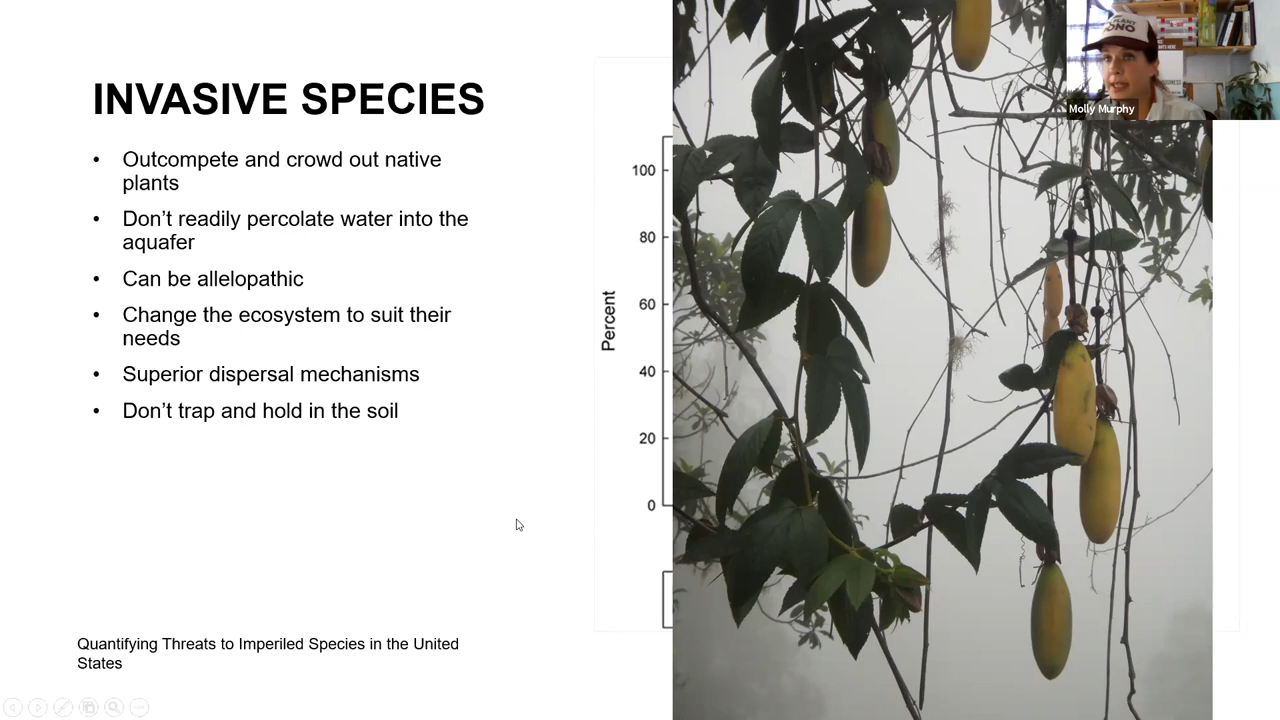 INVASIVE SPECIES
• Outcompete and crowd out native
plants
• Don’t readily percolate water into the
aquafer
• Can be allelopathic
• Change the ecosystem to suit their
needs
• Superior dispersal mechanisms
• Don’t trap and hold in the soil
Quantifying Threats to Imperiled Species in the United
States
Percent
100
80
60
40
20
0
PLANT
PONO
Molly Murphy